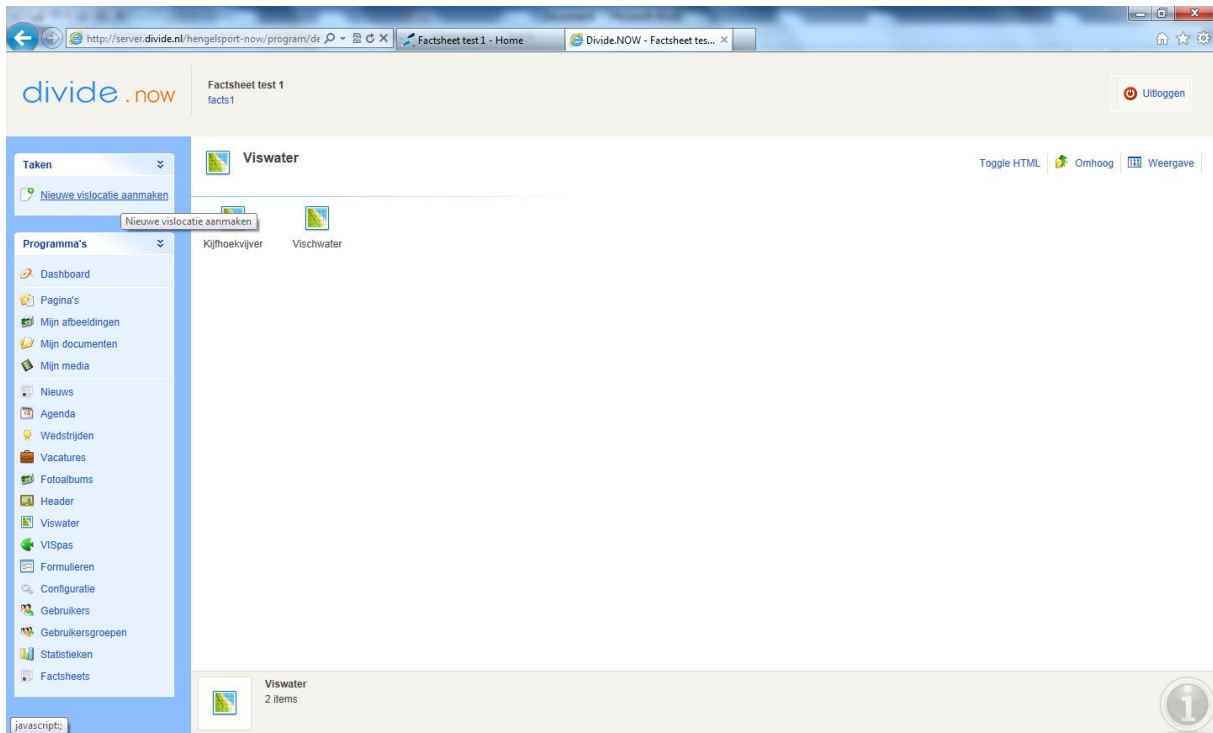 http://server.divide.nl/hengelsport-now/program/de
Factsheet test 1 - Home
Divide.NOW - Factsheet tes...
divide.now
Factsheet test 1
facts1
Uitloggen
Taken
Nieuwe vislocatie aanmaken
Nieuwe vislocatie aanmaken
Viswater
Toggle HTML
Omhoog
Weergave
Kijfhoekvijver
Vischwater
Programma's
Dashboard
Pagina's
Mijn afbeeldingen
Mijn documenten
Mijn media
Nieuws
Agenda
Wedstrijden
Vacatures
Fotoalbums
Header
Viswater
VISpas
Formulieren
Configuratie
Gebruikers
Gebruikersgroepen
Statistieken
Factsheets
Viswater
2 items
javascript:;